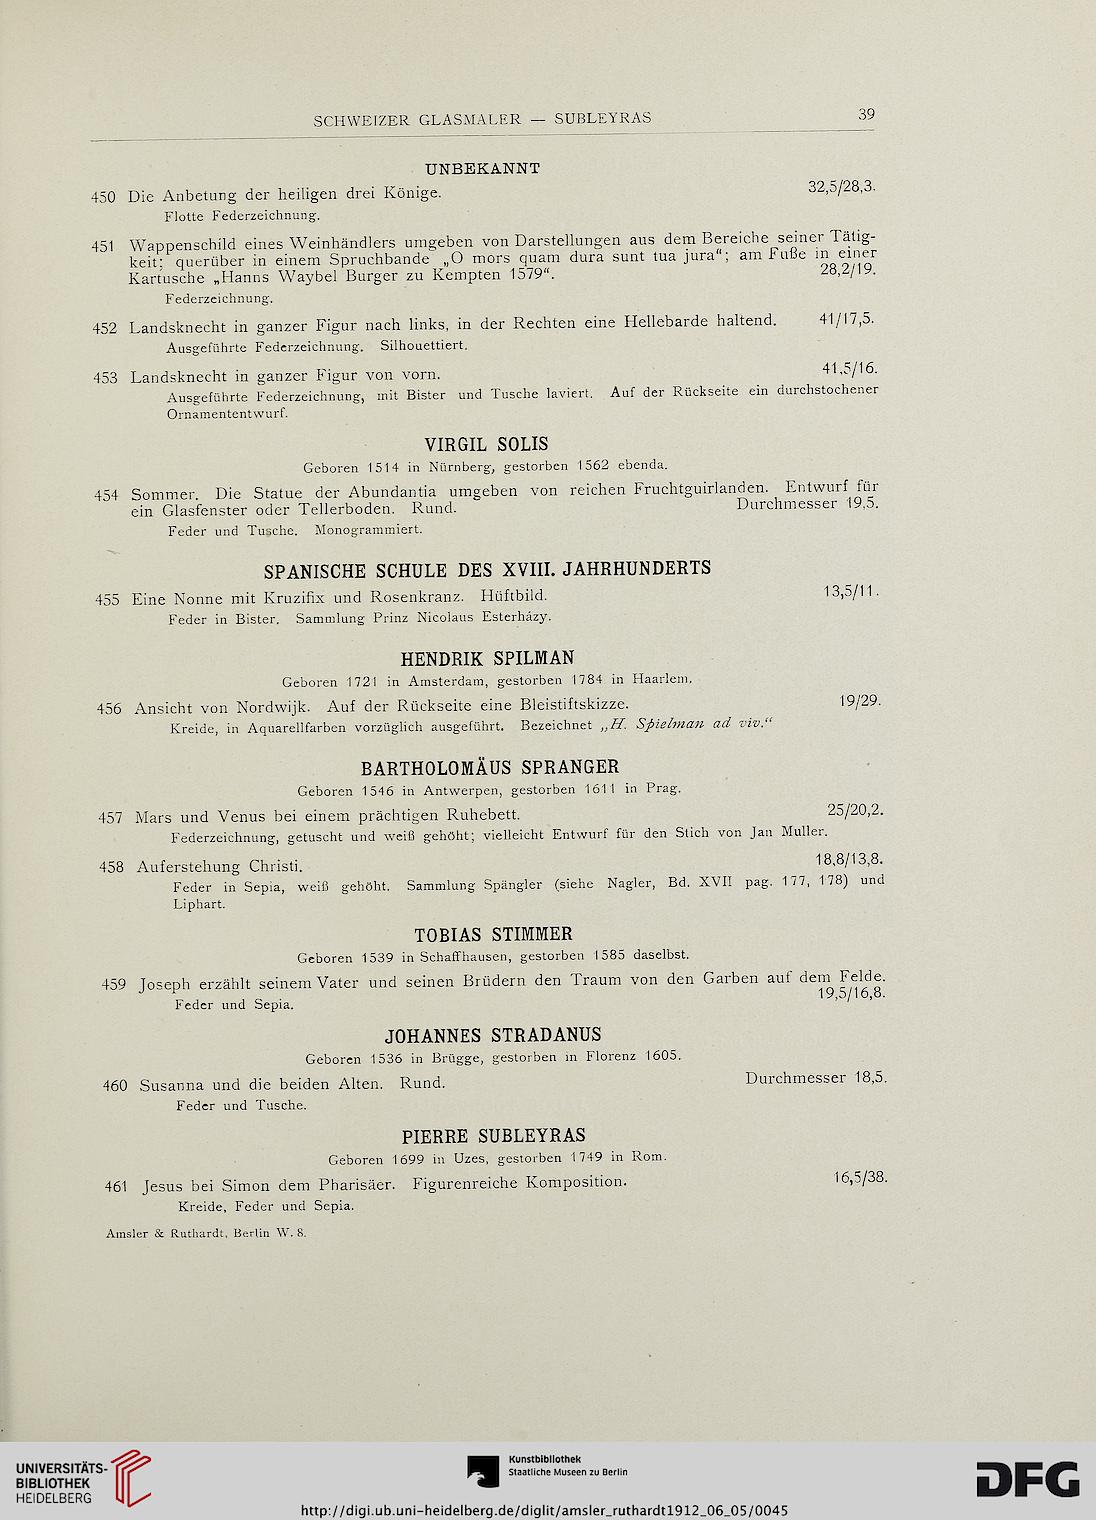 SCHWEIZER GLASMALER — SUBLEYRAS 39
UNBEKANNT
450 Die Anbetung der heiligen drei Könige. 32,5/28,3.
Flotte Federzeichnung.
451 Wappenschild eines Weinhändlers umgeben von Darstellungen aus dem Bereiche seiner Tätig-
keit; querüber in einem Spruchbande „O mors quam dura sunt tua jura“; am Fuße in einer
Kartusche „Hanns Waybel Burger zu Kempten 1579“. 28,2/19.
Federzeichnung.
452 Landsknecht in ganzer Figur nach links, in der Rechten eine Hellebarde haltend. 41/17,5.
Ausgeführte Federzeichnung. Silhouettiert.
453 Landsknecht in ganzer Figur von vorn. 41,5/16.
Ausgeführte Federzeichnung, mit Bister und Tusche laviert. Auf der Rückseite ein durchstochener
Ornamententwurf.
VIRGIL SOLIS
Geboren 1514 in Nürnberg, gestorben 1562 ebenda.
454 Sommer. Die Statue der Abundantia umgeben von reichen Fruchtguirlanden. Entwurf für
ein Glasfenster oder Tellerboden. Rund. Durchmesser 19,5.
Feder und Tusche. Monogrammiert.
SPANISCHE SCHULE DES XVIII. JAHRHUNDERTS
455 Eine Nonne mit Kruzifix und Rosenkranz. Hüftbild. 13,5/11.
Feder in Bister. Sammlung Prinz Nicolaus Esterházy.
HENDRIK SPILMAN
Geboren 1721 in Amsterdam, gestorben 1784 in Haarlem.
456 Ansicht von Nordwijk. Auf der Rückseite eine Bleistiftskizze. 19/29.
Kreide, in Aquarellfarben vorzüglich ausgeführt. Bezeichnet „H. Spielman ad viv.“
BARTHOLOMÄUS SPRANGER
Geboren 1546 in Antwerpen, gestorben 1611 in Prag.
457 Mars und Venus bei einem prächtigen Ruhebett. 25/20,2.
Federzeichnung, getuscht und weiß gehöht; vielleicht Entwurf für den Stich von Jan Muller.
458 Auferstehung Christi. 18,8/13,8.
Feder in Sepia, weiß gehöht. Sammlung Spängler (siehe Nagler, Bd. XVII pag. 177, 178) und
Liphart.
TOBIAS STIMMER
Geboren 1539 in Schaffhausen, gestorben 1585 daselbst.
459 Joseph erzählt seinem Vater und seinen Brüdern den Traum von den Garben auf dem Felde.
19,5/16,8.
Feder und Sepia.
JOHANNES STRADANUS
Geboren 1536 in Brügge, gestorben in Florenz 1605.
460 Susanna und die beiden Alten. Rund. Durchmesser 18,5.
Feder und Tusche.
PIERRE SUBLEYRAS
Geboren 1699 in Uzes, gestorben 1749 in Rom.
461 Jesus bei Simon dem Pharisäer. Figurenreiche Komposition. 16,5/38.
Kreide, Feder und Sepia.
Amsler & Ruthardt, Berlin W. 8.
UNIVERSITÄTS-
BIBLIOTHEK
HEIDELBERG
Kunstbibliothek
Staatliche Museen zu Berlin
DFG
http://digi.ub.uni-heidelberg.de/diglit/amsler_ruthardt1912_06_05/0045